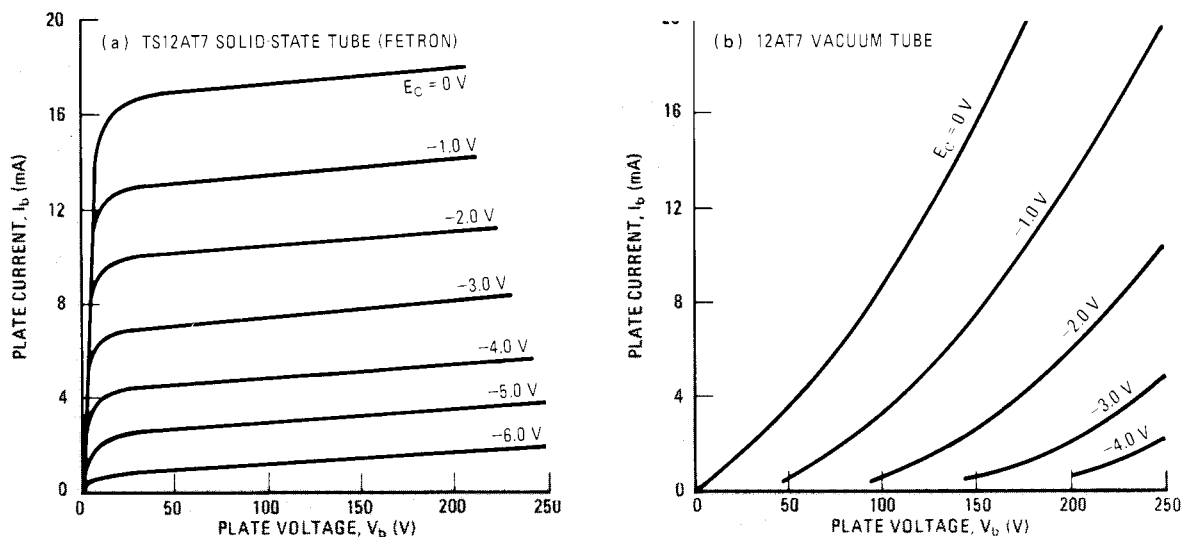 (a) TS12AT7 SOLID-STATE TUBE (FETRON)
PLATE CURRENT, I_b (mA)
20
16
12
8
4
0
E_C = 0 V
−1.0 V
−2.0 V
−3.0 V
−4.0 V
−5.0 V
−6.0 V
0 50 100 150 200 250
PLATE VOLTAGE, V_b (V)
(b) 12AT7 VACUUM TUBE
PLATE CURRENT, I_b (mA)
20
16
12
8
4
0
E_C = 0 V
−1.0 V
−2.0 V
−3.0 V
−4.0 V
0 50 100 150 200 250
PLATE VOLTAGE, V_b (V)